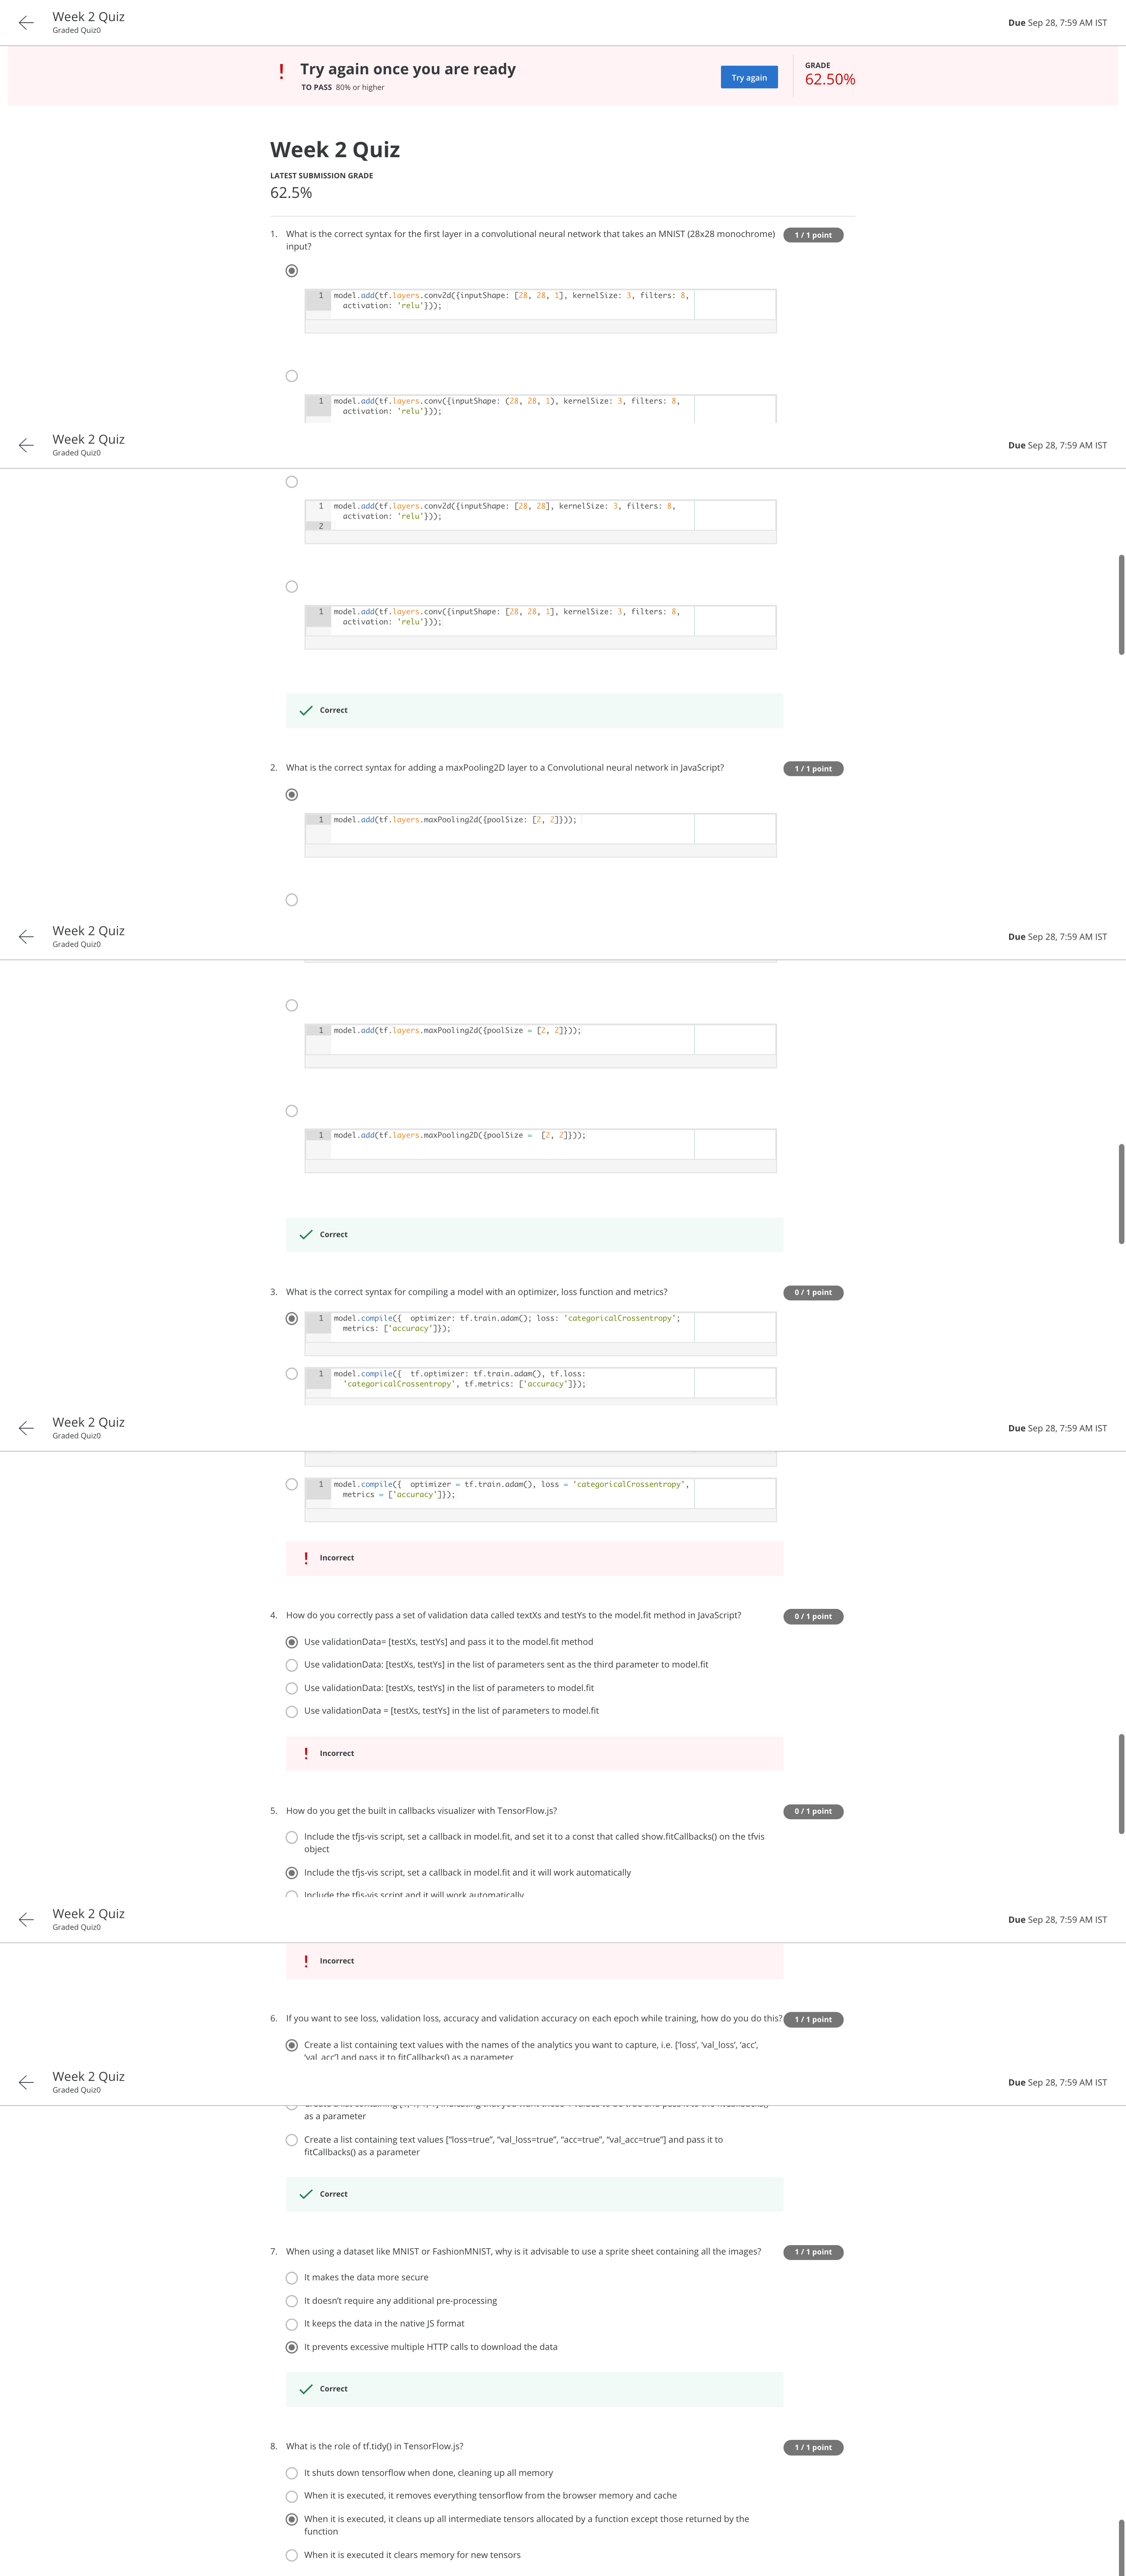 Week 2 Quiz
Graded Quiz0
Due Sep 28, 7:59 AM IST
! Try again once you are ready
TO PASS 80% or higher
Try again
GRADE
62.50%
Week 2 Quiz
LATEST SUBMISSION GRADE
62.5%
1. What is the correct syntax for the first layer in a convolutional neural network that takes an MNIST (28x28 monochrome)
input?
1 / 1 point
1 model.add(tf.layers.conv2d({inputShape: [28, 28, 1], kernelSize: 3, filters: 8,
activation: 'relu'}));
1 model.add(tf.layers.conv({inputShape: (28, 28, 1), kernelSize: 3, filters: 8,
activation: 'relu'}));
Week 2 Quiz
Graded Quiz0
Due Sep 28, 7:59 AM IST
1 model.add(tf.layers.conv2d({inputShape: [28, 28], kernelSize: 3, filters: 8,
activation: 'relu'}));
2
1 model.add(tf.layers.conv({inputShape: [28, 28, 1], kernelSize: 3, filters: 8,
activation: 'relu'}));
Correct
2. What is the correct syntax for adding a maxPooling2D layer to a Convolutional neural network in JavaScript?
1 / 1 point
1 model.add(tf.layers.maxPooling2d({poolSize: [2, 2]}));
Week 2 Quiz
Graded Quiz0
Due Sep 28, 7:59 AM IST
1 model.add(tf.layers.maxPooling2d({poolSize = [2, 2]}));
1 model.add(tf.layers.maxPooling2D({poolSize =  [2, 2]}));
Correct
3. What is the correct syntax for compiling a model with an optimizer, loss function and metrics?
0 / 1 point
1 model.compile({  optimizer: tf.train.adam(); loss: 'categoricalCrossentropy';
metrics: ['accuracy']});
1 model.compile({  tf.optimizer: tf.train.adam(), tf.loss:
'categoricalCrossentropy', tf.metrics: ['accuracy']});
Week 2 Quiz
Graded Quiz0
Due Sep 28, 7:59 AM IST
1 model.compile({  optimizer = tf.train.adam(), loss = 'categoricalCrossentropy',
metrics = ['accuracy']});
! Incorrect
4. How do you correctly pass a set of validation data called textXs and testYs to the model.fit method in JavaScript?
0 / 1 point
Use validationData= [testXs, testYs] and pass it to the model.fit method
Use validationData: [testXs, testYs] in the list of parameters sent as the third parameter to model.fit
Use validationData: [testXs, testYs] in the list of parameters to model.fit
Use validationData = [testXs, testYs] in the list of parameters to model.fit
! Incorrect
5. How do you get the built in callbacks visualizer with TensorFlow.js?
0 / 1 point
Include the tfjs-vis script, set a callback in model.fit, and set it to a const that called show.fitCallbacks() on the tfvis
object
Include the tfjs-vis script, set a callback in model.fit and it will work automatically
Include the tfjs-vis script and it will work automatically
Week 2 Quiz
Graded Quiz0
Due Sep 28, 7:59 AM IST
! Incorrect
6. If you want to see loss, validation loss, accuracy and validation accuracy on each epoch while training, how do you do this?
1 / 1 point
Create a list containing text values with the names of the analytics you want to capture, i.e. ['loss', 'val_loss', 'acc',
'val_acc'] and pass it to fitCallbacks() as a parameter
Week 2 Quiz
Graded Quiz0
Due Sep 28, 7:59 AM IST
as a parameter
Create a list containing text values ["loss=true", "val_loss=true", "acc=true", "val_acc=true"] and pass it to
fitCallbacks() as a parameter
Correct
7. When using a dataset like MNIST or FashionMNIST, why is it advisable to use a sprite sheet containing all the images?
1 / 1 point
It makes the data more secure
It doesn't require any additional pre-processing
It keeps the data in the native JS format
It prevents excessive multiple HTTP calls to download the data
Correct
8. What is the role of tf.tidy() in TensorFlow.js?
1 / 1 point
It shuts down tensorflow when done, cleaning up all memory
When it is executed, it removes everything tensorflow from the browser memory and cache
When it is executed, it cleans up all intermediate tensors allocated by a function except those returned by the
function
When it is executed it clears memory for new tensors